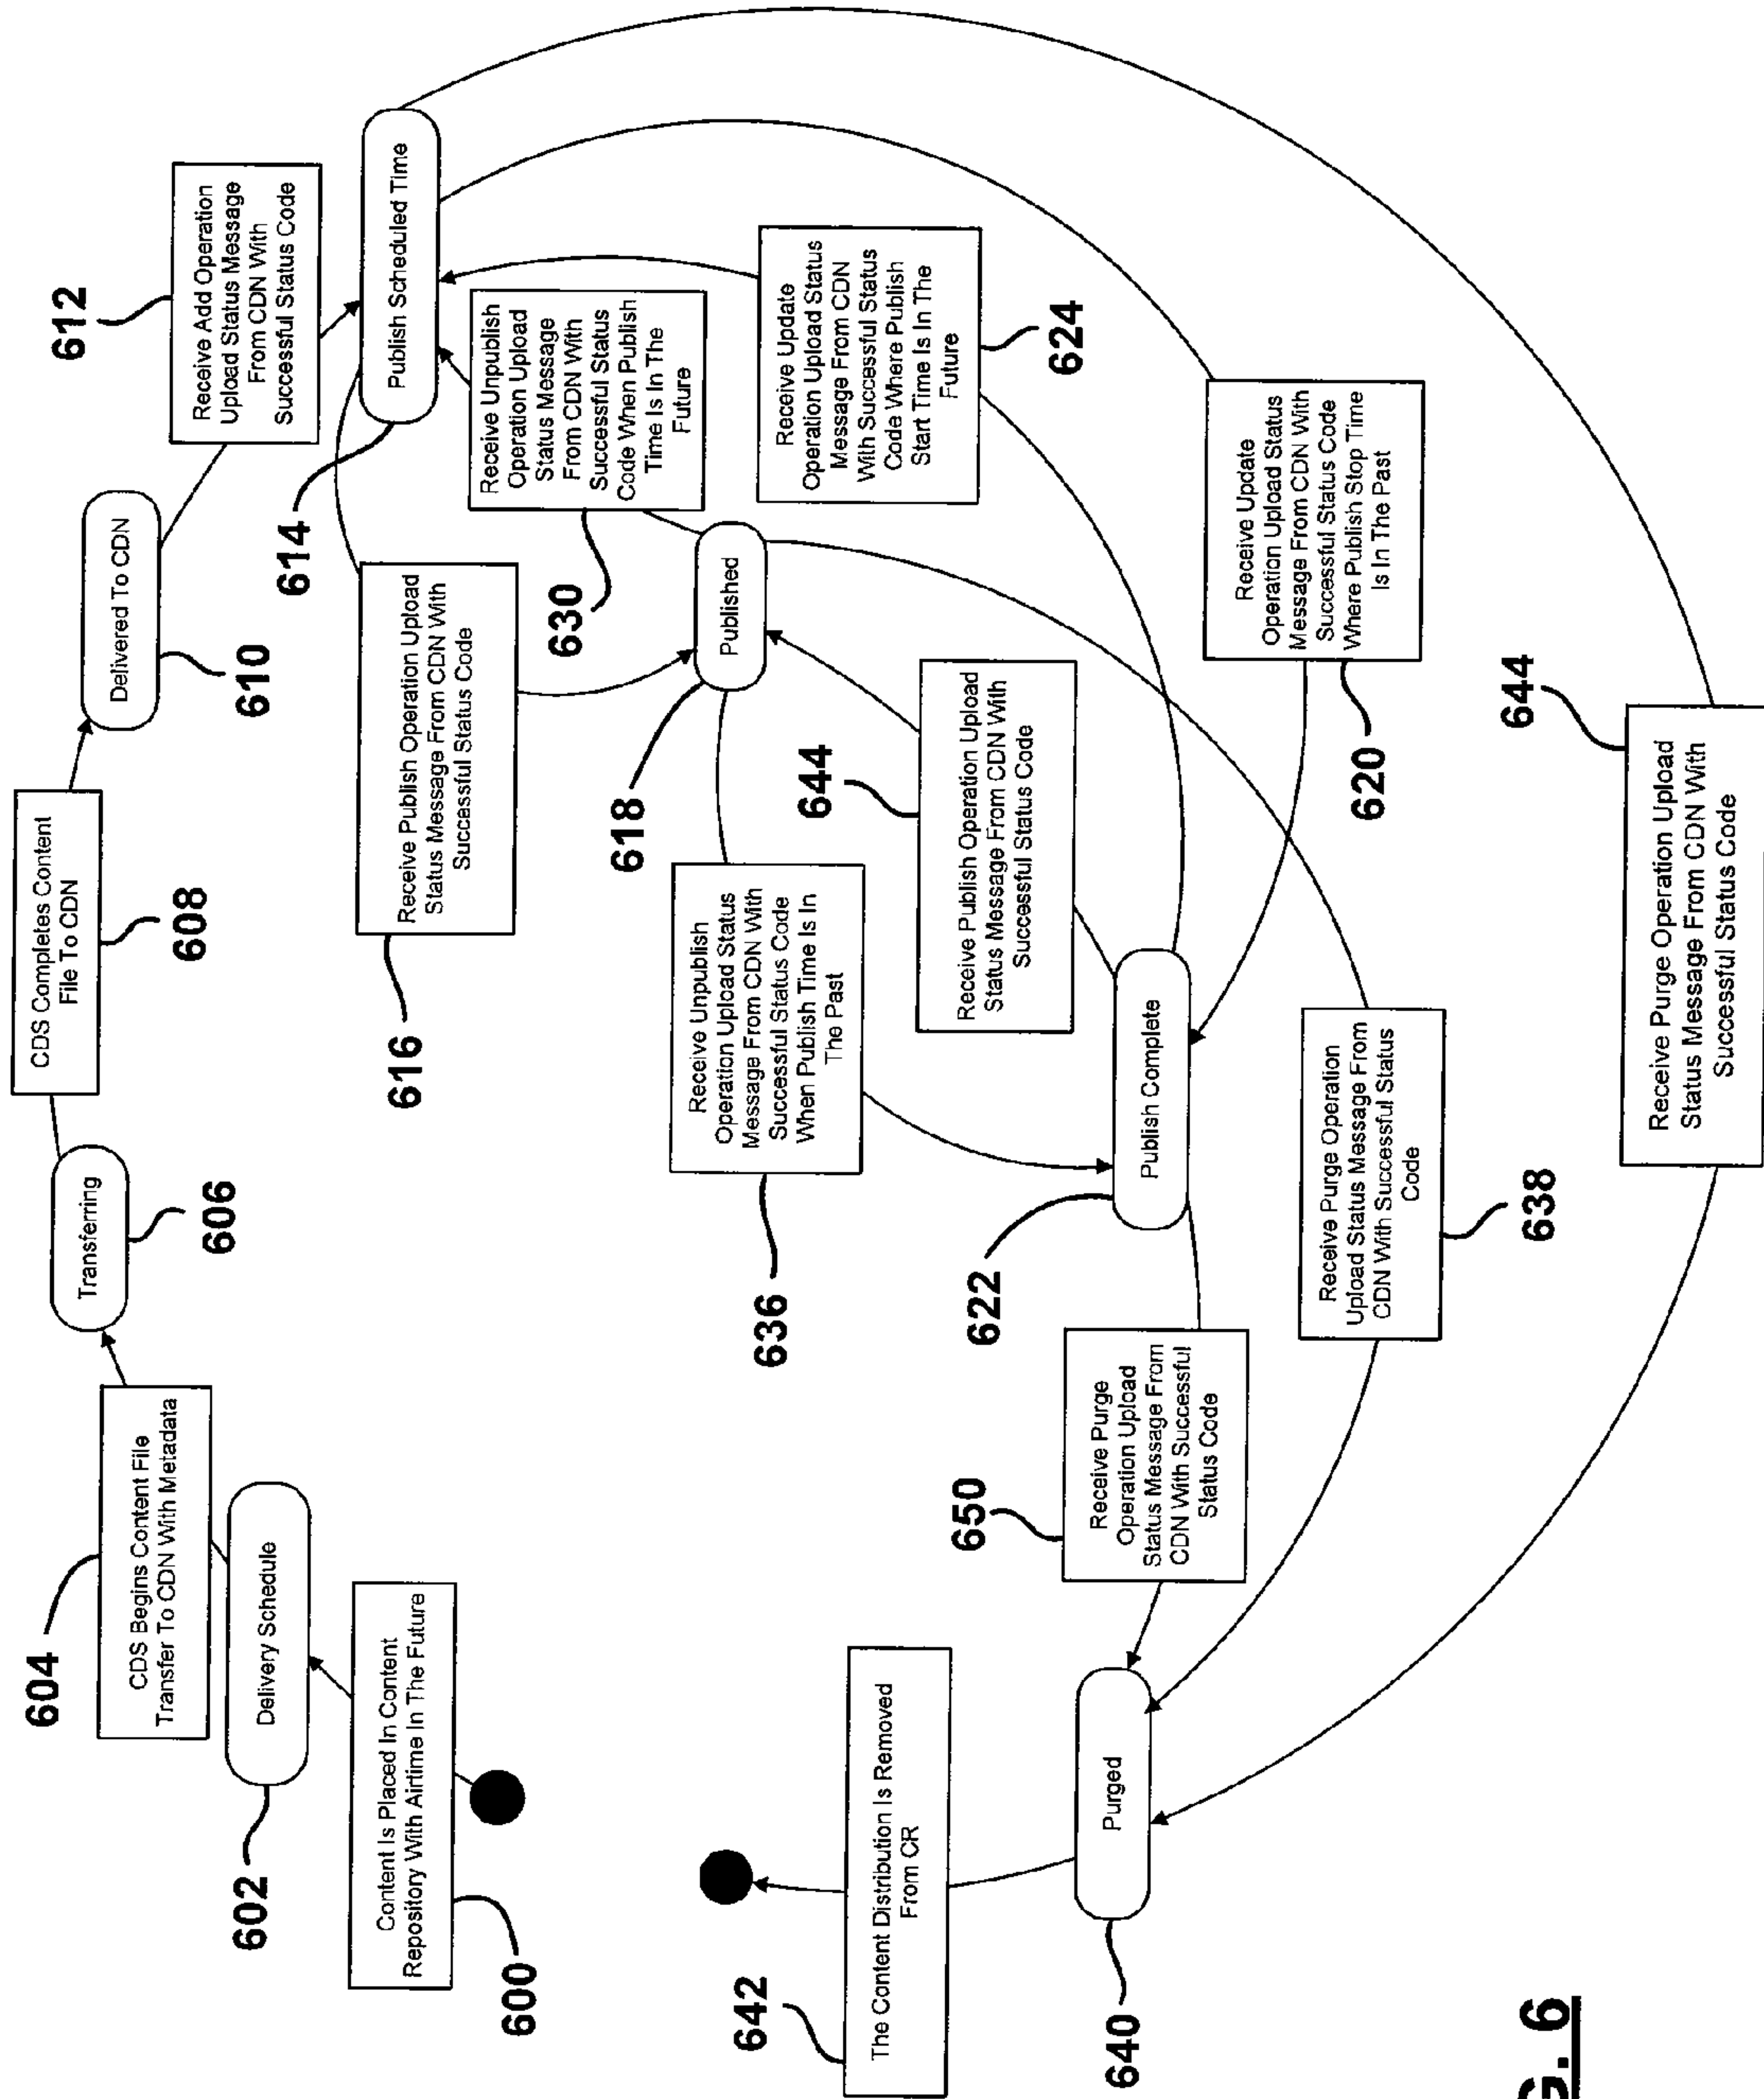 600
Content Is Placed In Content
Repository With Airtime In The Future
602
Delivery Schedule
604
CDS Begins Content File
Transfer To CDN With Metadata
Transferring
606
CDS Completes Content
File To CDN
608
Delivered To CDN
610
612
Receive Add Operation
Upload Status Message
From CDN With
Successful Status Code
Publish Scheduled Time
614
Receive Publish Operation Upload
Status Message From CDN With
Successful Status Code
616
Receive Unpublish
Operation Upload
Status Message
From CDN With
Successful Status
Code When Publish
Time Is In The
Future
630
Published
618
Receive Update
Operation Upload Status
Message From CDN
With Successful Status
Code Where Publish
Start Time Is In The
Future
624
Receive Unpublish
Operation Upload Status
Message From CDN With
Successful Status Code
When Publish Time Is In
The Past
636
644
Receive Publish Operation Upload
Status Message From CDN With
Successful Status Code
Receive Update
Operation Upload Status
Message From CDN With
Successful Status Code
Where Publish Stop Time
Is In The Past
620
Publish Complete
622
650
Receive Purge
Operation Upload
Status Message From
CDN With Successful
Status Code
Receive Purge Operation
Upload Status Message From
CDN With Successful Status
Code
638
644
Receive Purge Operation Upload
Status Message From CDN With
Successful Status Code
642
The Content Distribution Is Removed
From CR
Purged
640
G. 6